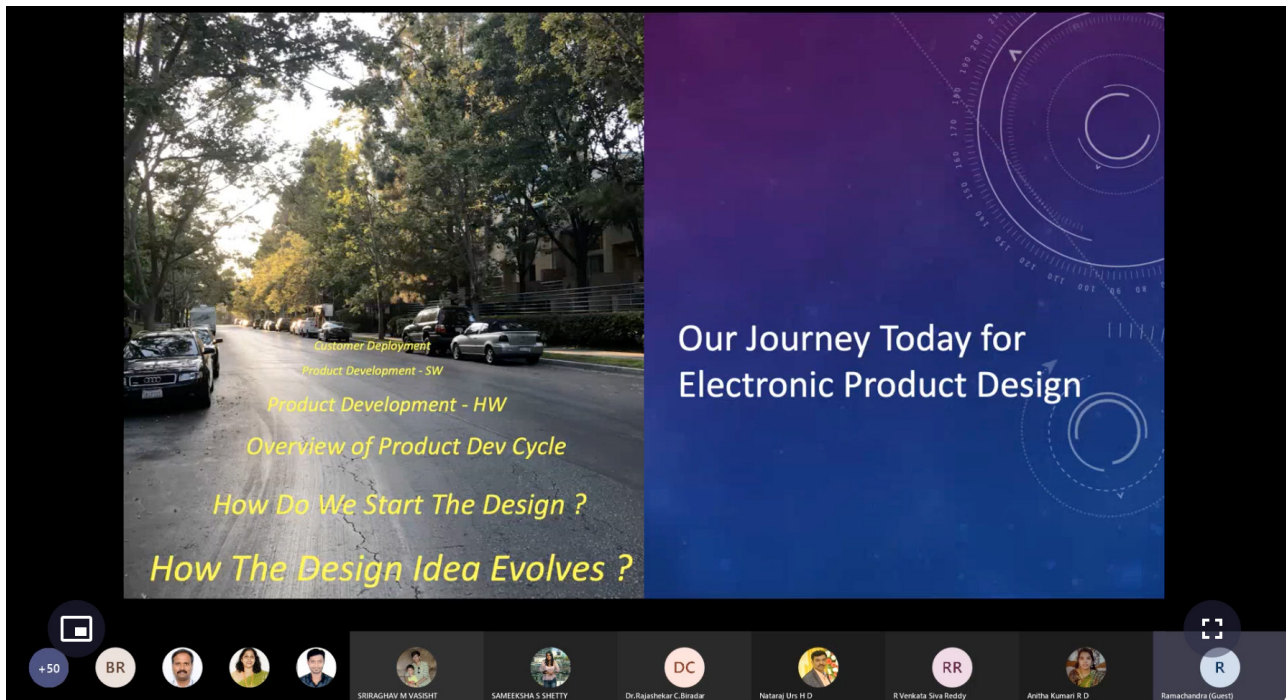 Customer Deployment
Product Development - SW
Product Development - HW
Overview of Product Dev Cycle
How Do We Start The Design ?
How The Design Idea Evolves ?
Our Journey Today for
Electronic Product Design
+50
BR
SRIRAGHAV M VASISHT
SAMEEKSHA S SHETTY
DC
Dr.Rajashekar C.Biradar
Nataraj Urs H D
RR
R Venkata Siva Reddy
Anitha Kumari R D
R
Ramachandra (Guest)